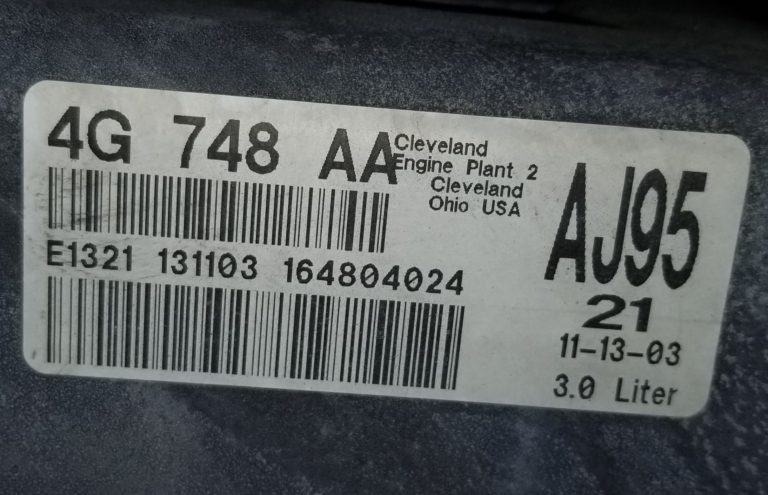 4G 748 AA
Cleveland
Engine Plant 2
Cleveland
Ohio USA
E1321 131103 164804024
AJ95
21
11-13-03
3.0 Liter